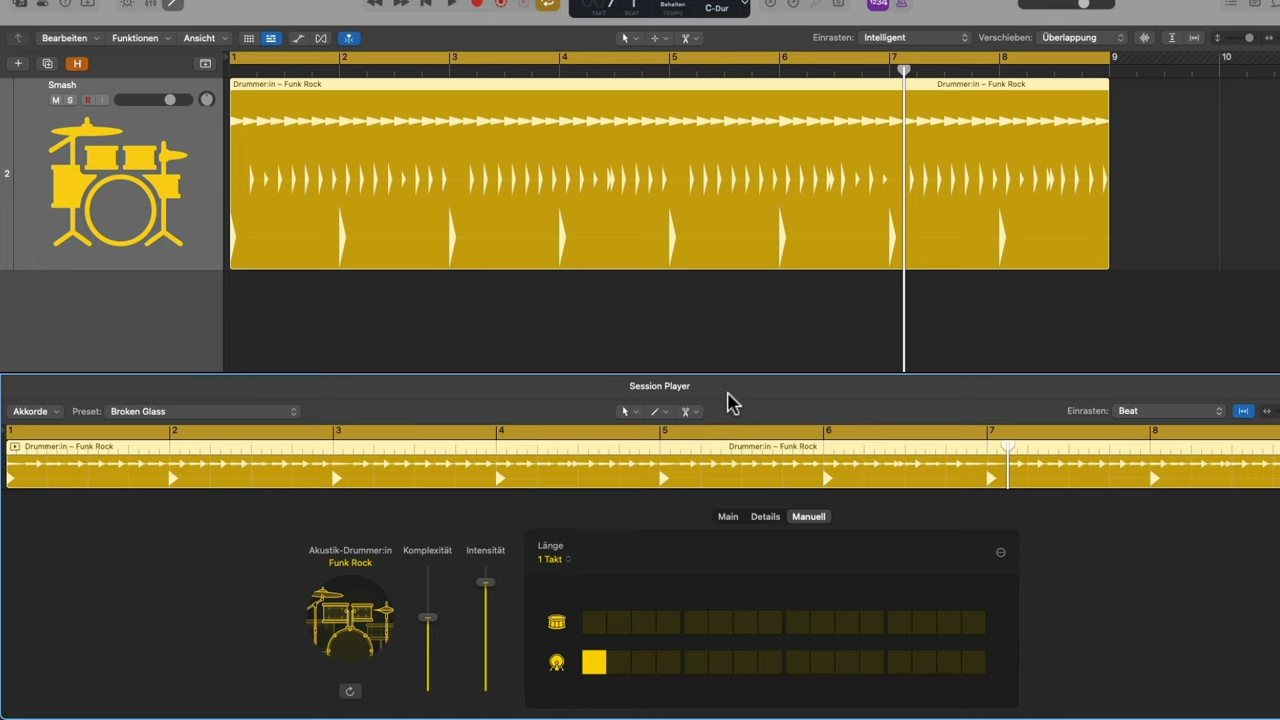 Behalten
C-Dur
TAKT
BEAT
TEMPO
1234
Bearbeiten
Funktionen
Ansicht
Einrasten: Intelligent
Verschieben: Überlappung
H
1 2 3 4 5 6 7 8 9 10
Smash
M S R I
2
Drummer:in – Funk Rock
Drummer:in – Funk Rock
Session Player
Akkorde
Preset: Broken Glass
Einrasten: Beat
1 2 3 4 5 6 7 8
Drummer:in – Funk Rock
Drummer:in – Funk Rock
Main Details Manuell
Akustik-Drummer:in
Funk Rock
Komplexität
Intensität
Länge
1 Takt